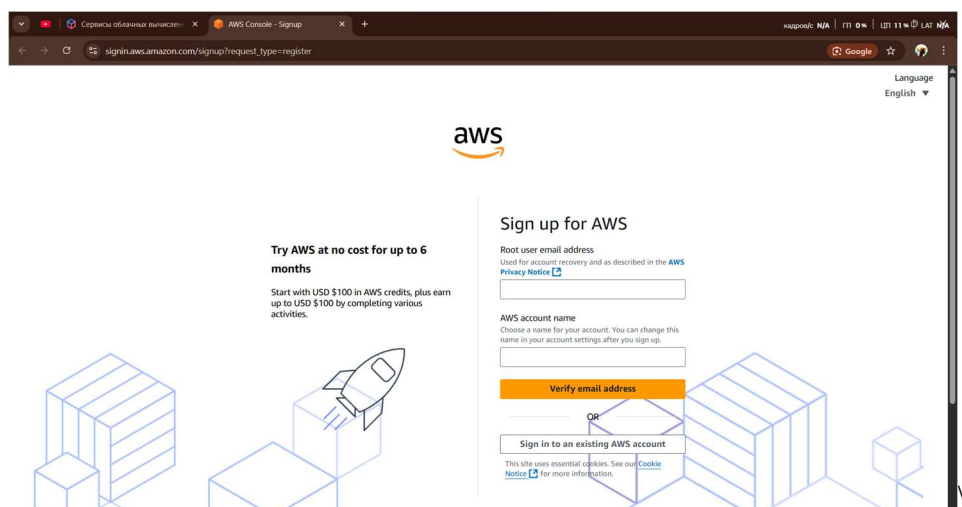 Сервисы облачных вычислен
AWS Console - Signup
кадров/с N/A | ГП 0% | ЦП 11% LAT N/A
signin.aws.amazon.com/signup?request_type=register
Google
Language
English
aws
Sign up for AWS
Try AWS at no cost for up to 6
months
Start with USD $100 in AWS credits, plus earn
up to USD $100 by completing various
activities.
Root user email address
Used for account recovery and as described in the AWS
Privacy Notice
AWS account name
Choose a name for your account. You can change this
name in your account settings after you sign up.
Verify email address
OR
Sign in to an existing AWS account
This site uses essential cookies. See our Cookie
Notice for more information.